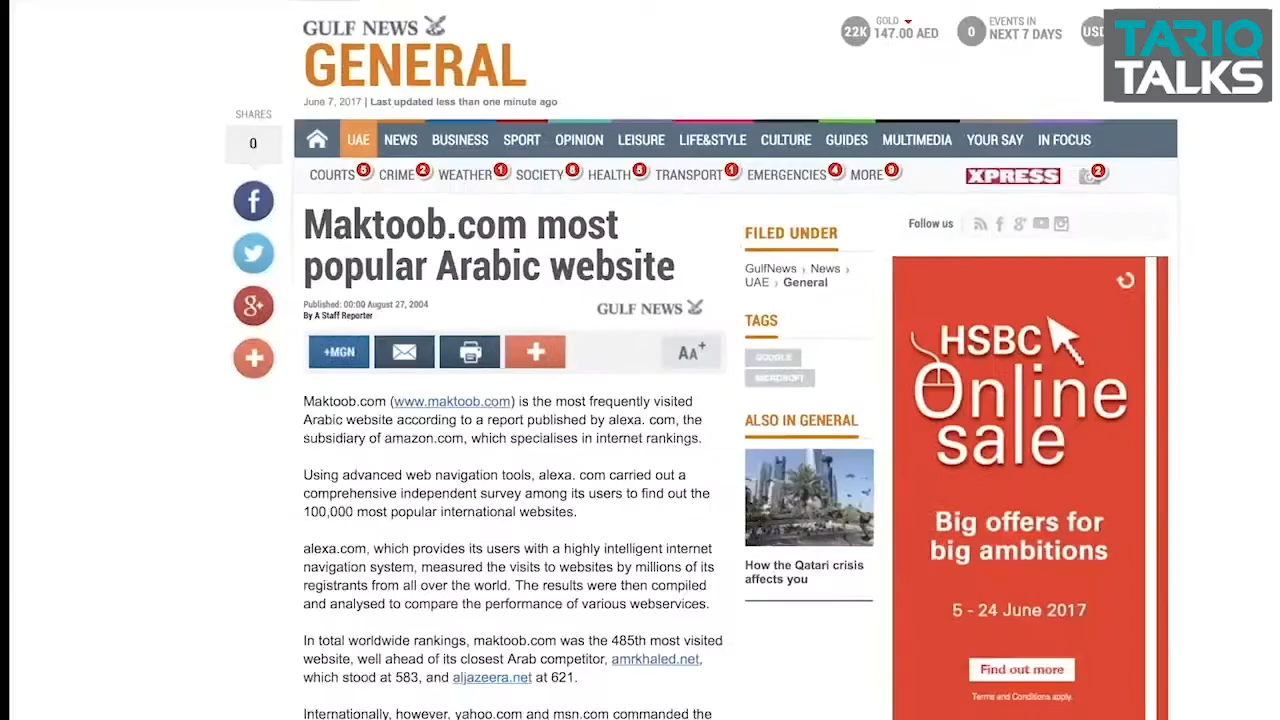 GULF NEWS
GENERAL
June 7, 2017 | Last updated less than one minute ago
22K
GOLD
147.00 AED
0
EVENTS IN
NEXT 7 DAYS
USD
TARIQ
TALKS
SHARES
0
UAE NEWS BUSINESS SPORT OPINION LEISURE LIFE&STYLE CULTURE GUIDES MULTIMEDIA YOUR SAY IN FOCUS
COURTS 5 CRIME 2 WEATHER 1 SOCIETY HEALTH 5 TRANSPORT 1 EMERGENCIES 4 MORE 9 XPRESS 2
Maktoob.com most
popular Arabic website
Published: 00:00 August 27, 2004
By A Staff Reporter
GULF NEWS
+MGN
AA+
Maktoob.com (www.maktoob.com) is the most frequently visited
Arabic website according to a report published by alexa. com, the
subsidiary of amazon.com, which specialises in internet rankings.
Using advanced web navigation tools, alexa. com carried out a
comprehensive independent survey among its users to find out the
100,000 most popular international websites.
alexa.com, which provides its users with a highly intelligent internet
navigation system, measured the visits to websites by millions of its
registrants from all over the world. The results were then compiled
and analysed to compare the performance of various webservices.
In total worldwide rankings, maktoob.com was the 485th most visited
website, well ahead of its closest Arab competitor, amrkhaled.net,
which stood at 583, and aljazeera.net at 621.
Internationally, however, yahoo.com and msn.com commanded the
FILED UNDER
GulfNews › News ›
UAE › General
TAGS
GOOGLE
MICROSOFT
ALSO IN GENERAL
How the Qatari crisis
affects you
Follow us
HSBC
Online
sale
Big offers for
big ambitions
5 - 24 June 2017
Find out more
Terms and Conditions apply.